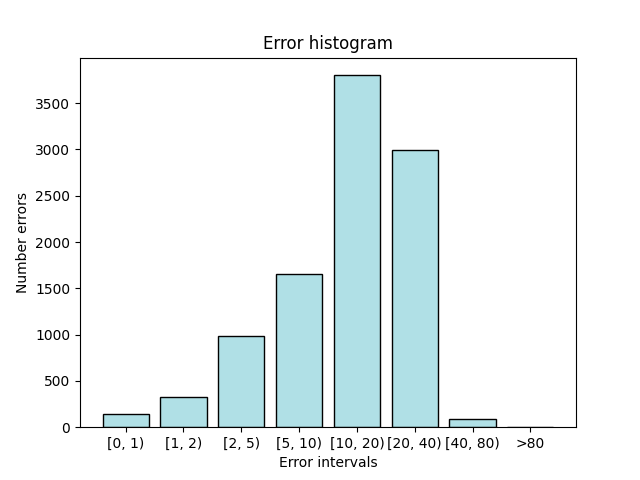 Error histogram
3500
3000
2500
2000
1500
1000
500
0
Number errors
[0, 1) [1, 2) [2, 5) [5, 10) [10, 20) [20, 40) [40, 80) >80
Error intervals